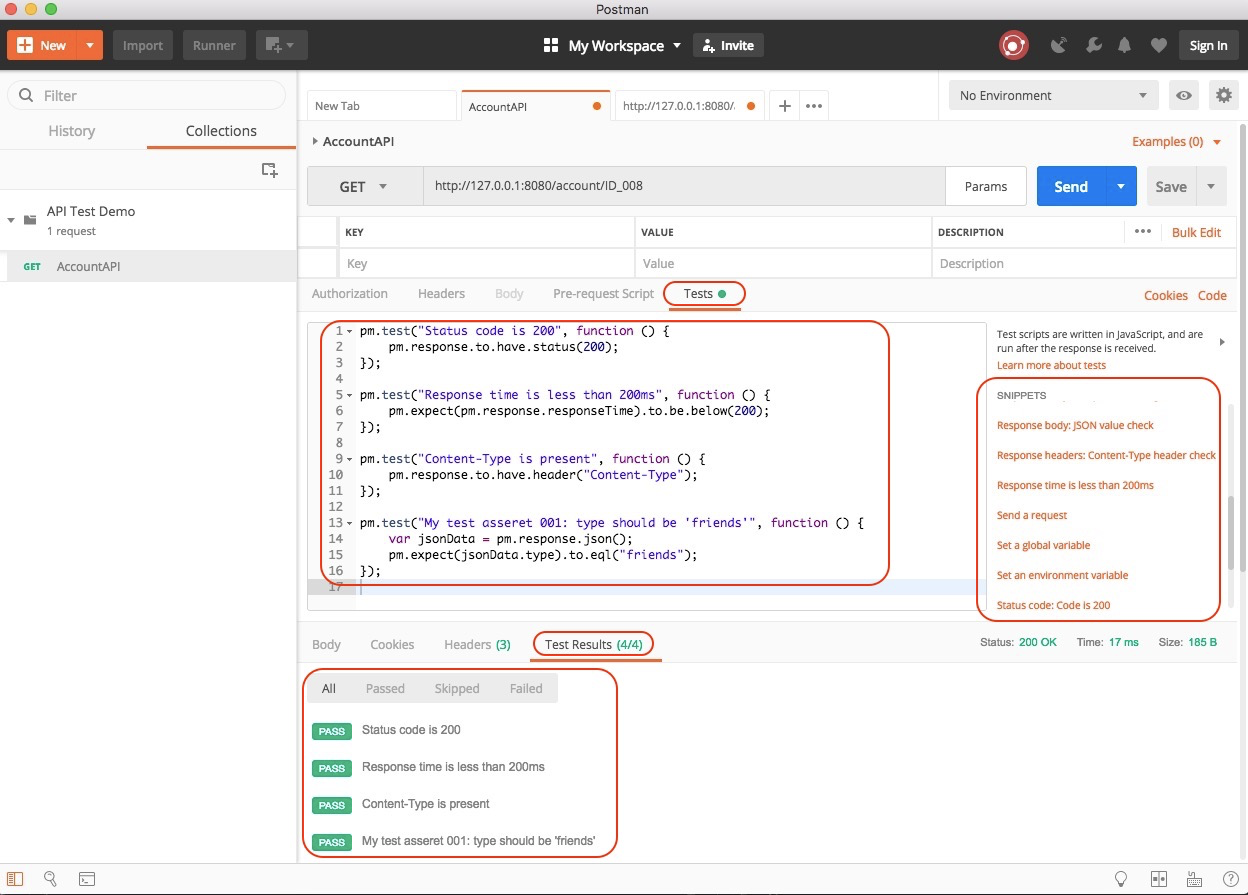 Postman
New
Import
Runner
My Workspace
Invite
Sign In
Filter
History
Collections
API Test Demo
1 request
GET
AccountAPI
New Tab
AccountAPI
http://127.0.0.1:8080/
No Environment
AccountAPI
Examples (0)
GET
http://127.0.0.1:8080/account/ID_008
Params
Send
Save
KEY
VALUE
DESCRIPTION
Bulk Edit
Key
Value
Description
Authorization
Headers
Body
Pre-request Script
Tests
Cookies
Code
1 pm.test("Status code is 200", function () {
2 pm.response.to.have.status(200);
3 });
4
5 pm.test("Response time is less than 200ms", function () {
6 pm.expect(pm.response.responseTime).to.be.below(200);
7 });
8
9 pm.test("Content-Type is present", function () {
10 pm.response.to.have.header("Content-Type");
11 });
12
13 pm.test("My test asseret 001: type should be 'friends'", function () {
14 var jsonData = pm.response.json();
15 pm.expect(jsonData.type).to.eql("friends");
16 });
17
Test scripts are written in JavaScript, and are
run after the response is received.
Learn more about tests
SNIPPETS
Response body: JSON value check
Response headers: Content-Type header check
Response time is less than 200ms
Send a request
Set a global variable
Set an environment variable
Status code: Code is 200
Body
Cookies
Headers (3)
Test Results (4/4)
Status: 200 OK
Time: 17 ms
Size: 185 B
All
Passed
Skipped
Failed
PASS Status code is 200
PASS Response time is less than 200ms
PASS Content-Type is present
PASS My test asseret 001: type should be 'friends'